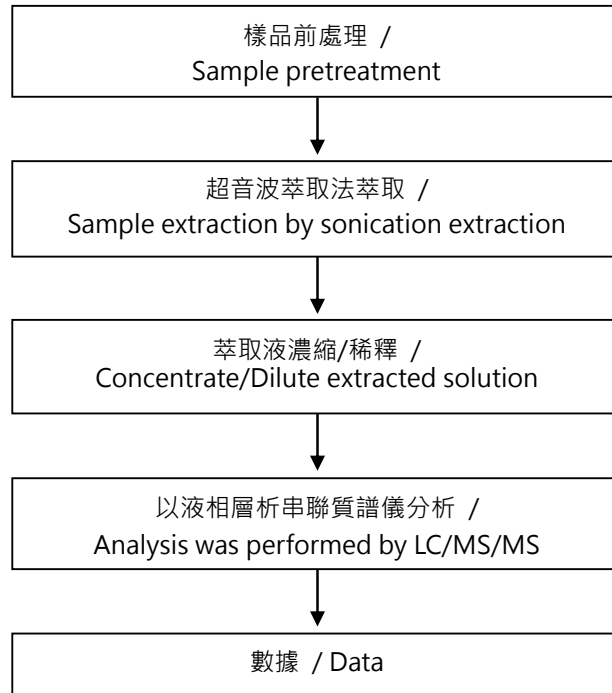 樣品前處理 /
Sample pretreatment
超音波萃取法萃取 /
Sample extraction by sonication extraction
萃取液濃縮/稀釋 /
Concentrate/Dilute extracted solution
以液相層析串聯質譜儀分析 /
Analysis was performed by LC/MS/MS
數據 / Data